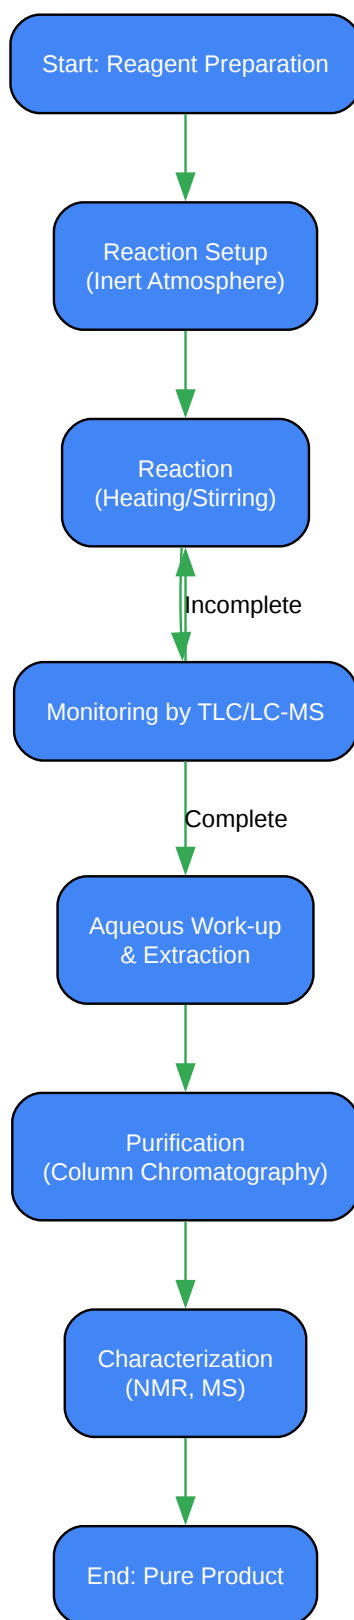 Start: Reagent Preparation
Reaction Setup
(Inert Atmosphere)
Reaction
(Heating/Stirring)
Incomplete
Monitoring by TLC/LC-MS
Complete
Aqueous Work-up
& Extraction
Purification
(Column Chromatography)
Characterization
(NMR, MS)
End: Pure Product